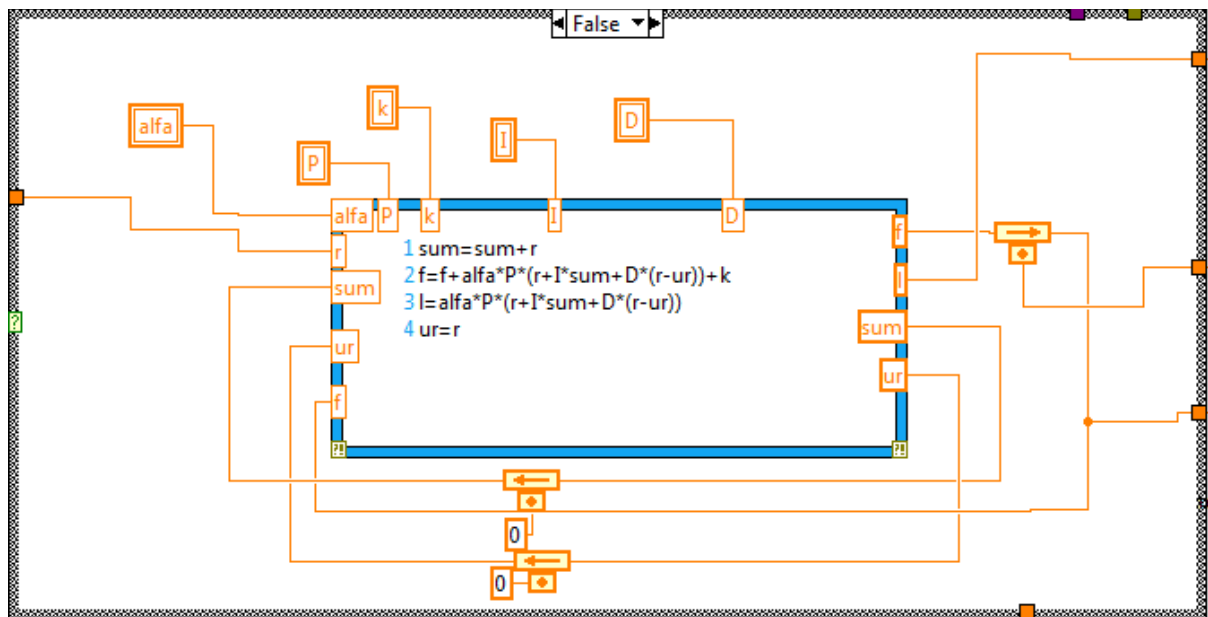 False
k
alfa
D
I
P
alfa P k I D
r
sum
ur
f
1 sum=sum+r
2 f=f+alfa*P*(r+I*sum+D*(r-ur))+k
3 l=alfa*P*(r+I*sum+D*(r-ur))
4 ur=r
f
l
sum
ur
?
?!
?!
0
0